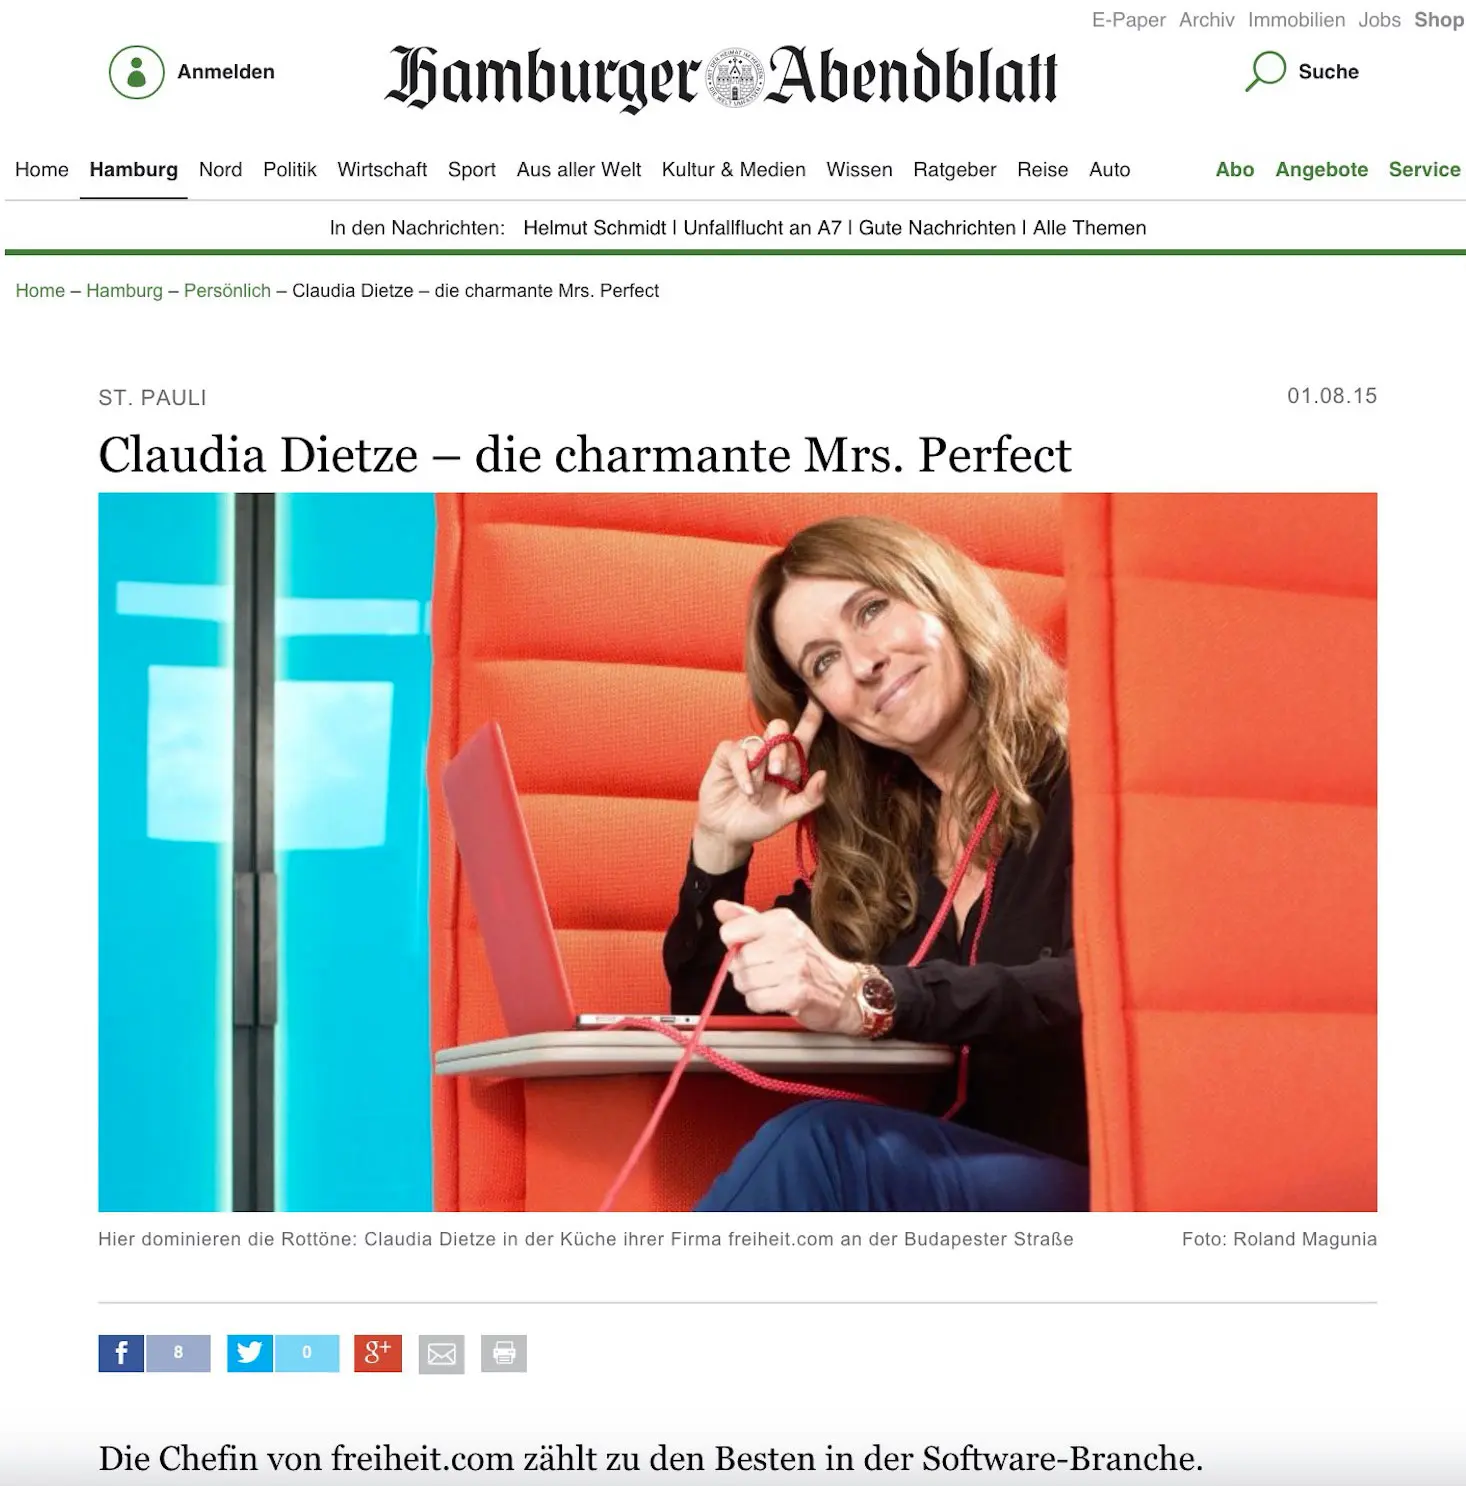 E-Paper Archiv Immobilien Jobs Shop
Anmelden
Hamburger Abendblatt
Suche
Home Hamburg Nord Politik Wirtschaft Sport Aus aller Welt Kultur & Medien Wissen Ratgeber Reise Auto Abo Angebote Service
In den Nachrichten: Helmut Schmidt | Unfallflucht an A7 | Gute Nachrichten | Alle Themen
Home – Hamburg – Persönlich – Claudia Dietze – die charmante Mrs. Perfect
ST. PAULI 01.08.15
Claudia Dietze – die charmante Mrs. Perfect
Hier dominieren die Rottöne: Claudia Dietze in der Küche ihrer Firma freiheit.com an der Budapester Straße Foto: Roland Magunia
f 8 0 g+
Die Chefin von freiheit.com zählt zu den Besten in der Software-Branche.